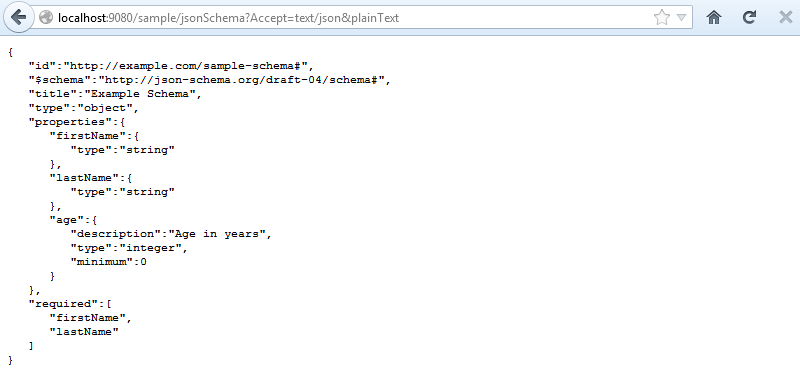 localhost:9080/sample/jsonSchema?Accept=text/json&plainText
{
   "id":"http://example.com/sample-schema#",
   "$schema":"http://json-schema.org/draft-04/schema#",
   "title":"Example Schema",
   "type":"object",
   "properties":{
      "firstName":{
         "type":"string"
      },
      "lastName":{
         "type":"string"
      },
      "age":{
         "description":"Age in years",
         "type":"integer",
         "minimum":0
      }
   },
   "required":[
      "firstName",
      "lastName"
   ]
}